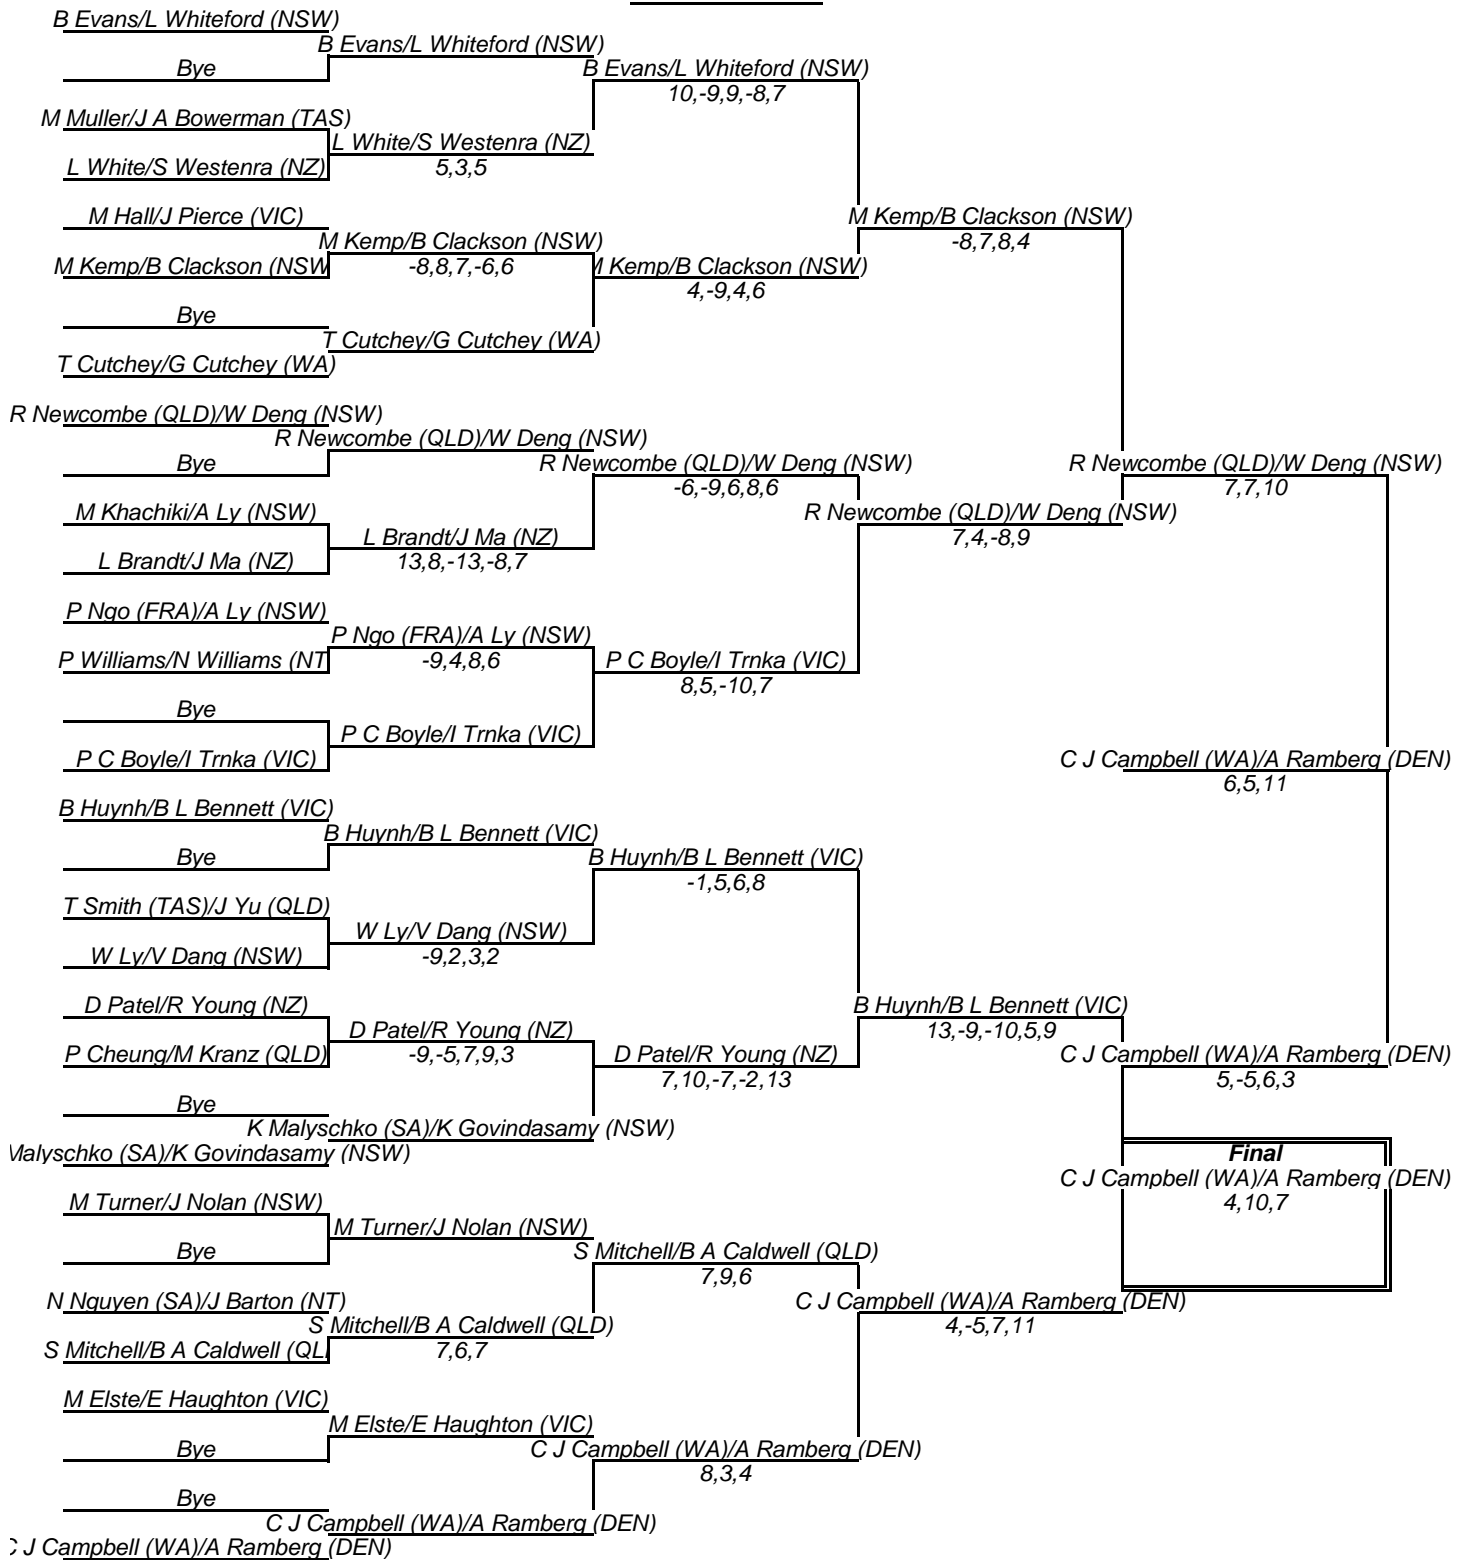 B Evans/L Whiteford (NSW)
B Evans/L Whiteford (NSW)
Bye
B Evans/L Whiteford (NSW)
10,-9,9,-8,7
M Muller/J A Bowerman (TAS)
L White/S Westenra (NZ)
L White/S Westenra (NZ)
5,3,5
M Hall/J Pierce (VIC)
M Kemp/B Clackson (NSW)
-8,7,8,4
M Kemp/B Clackson (NSW)
M Kemp/B Clackson (NSW
-8,8,7,-6,6
M Kemp/B Clackson (NSW)
4,-9,4,6
Bye
T Cutchey/G Cutchey (WA)
T Cutchey/G Cutchey (WA)
R Newcombe (QLD)/W Deng (NSW)
R Newcombe (QLD)/W Deng (NSW)
Bye
R Newcombe (QLD)/W Deng (NSW)
-6,-9,6,8,6
R Newcombe (QLD)/W Deng (NSW)
7,7,10
M Khachiki/A Ly (NSW)
R Newcombe (QLD)/W Deng (NSW)
7,4,-8,9
L Brandt/J Ma (NZ)
13,8,-13,-8,7
L Brandt/J Ma (NZ)
P Ngo (FRA)/A Ly (NSW)
P Ngo (FRA)/A Ly (NSW)
-9,4,8,6
P Williams/N Williams (NT
P C Boyle/I Trnka (VIC)
8,5,-10,7
Bye
P C Boyle/I Trnka (VIC)
P C Boyle/I Trnka (VIC)
C J Campbell (WA)/A Ramberg (DEN)
6,5,11
B Huynh/B L Bennett (VIC)
B Huynh/B L Bennett (VIC)
Bye
B Huynh/B L Bennett (VIC)
-1,5,6,8
T Smith (TAS)/J Yu (QLD)
W Ly/V Dang (NSW)
-9,2,3,2
W Ly/V Dang (NSW)
D Patel/R Young (NZ)
B Huynh/B L Bennett (VIC)
13,-9,-10,5,9
D Patel/R Young (NZ)
-9,-5,7,9,3
P Cheung/M Kranz (QLD)
D Patel/R Young (NZ)
7,10,-7,-2,13
C J Campbell (WA)/A Ramberg (DEN)
5,-5,6,3
Bye
K Malyschko (SA)/K Govindasamy (NSW)
Malyschko (SA)/K Govindasamy (NSW)
Final
C J Campbell (WA)/A Ramberg (DEN)
4,10,7
M Turner/J Nolan (NSW)
M Turner/J Nolan (NSW)
Bye
S Mitchell/B A Caldwell (QLD)
7,9,6
N Nguyen (SA)/J Barton (NT)
C J Campbell (WA)/A Ramberg (DEN)
4,-5,7,11
S Mitchell/B A Caldwell (QLD)
7,6,7
S Mitchell/B A Caldwell (QL
M Elste/E Haughton (VIC)
M Elste/E Haughton (VIC)
Bye
C J Campbell (WA)/A Ramberg (DEN)
8,3,4
Bye
C J Campbell (WA)/A Ramberg (DEN)
C J Campbell (WA)/A Ramberg (DEN)